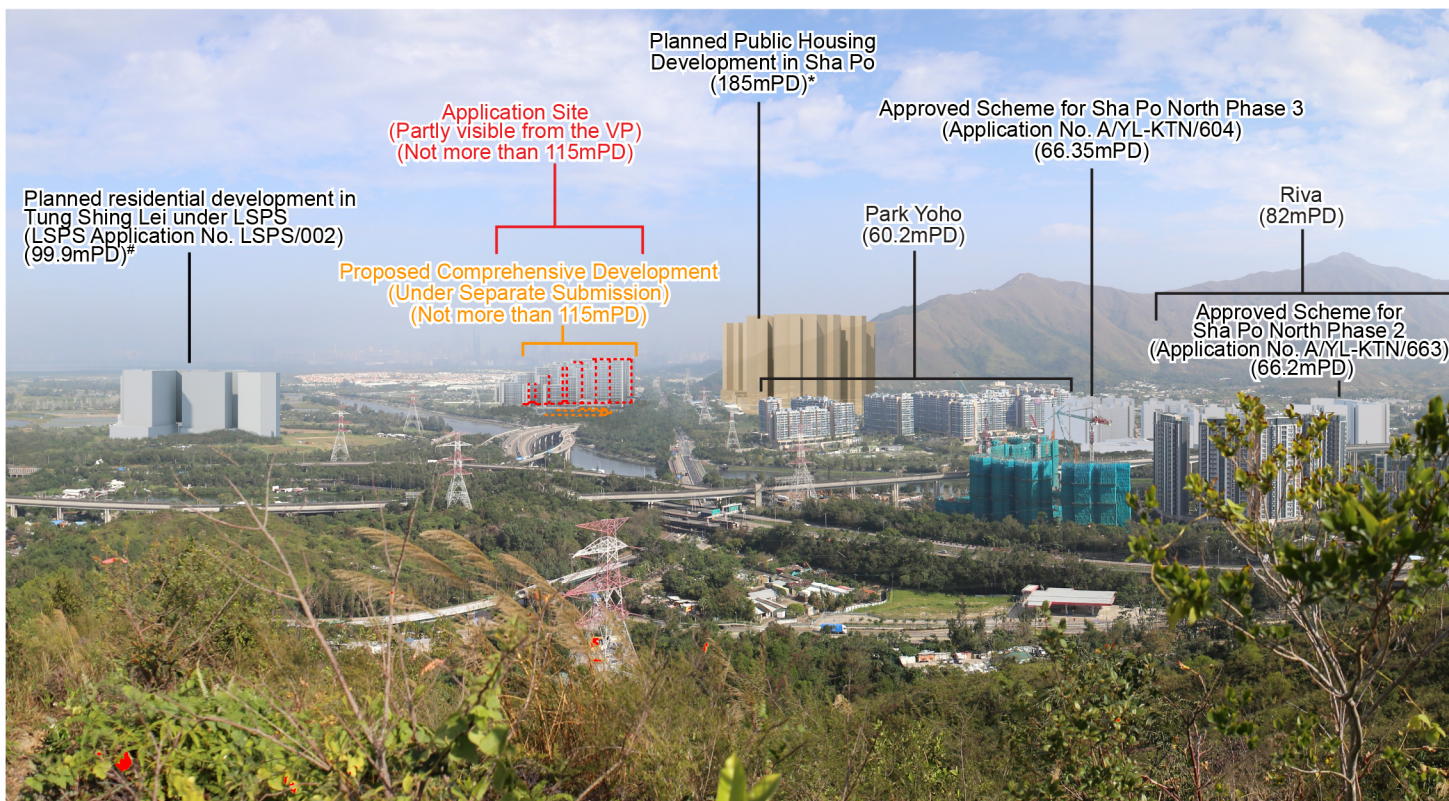 Planned Public Housing
Development in Sha Po
(185mPD)*
Application Site
(Partly visible from the VP)
(Not more than 115mPD)
Approved Scheme for Sha Po North Phase 3
(Application No. A/YL-KTN/604)
(66.35mPD)
Planned residential development in
Tung Shing Lei under LSPS
(LSPS Application No. LSPS/002)
(99.9mPD)#
Park Yoho
(60.2mPD)
Riva
(82mPD)
Proposed Comprehensive Development
(Under Separate Submission)
(Not more than 115mPD)
Approved Scheme for
Sha Po North Phase 2
(Application No. A/YL-KTN/663)
(66.2mPD)